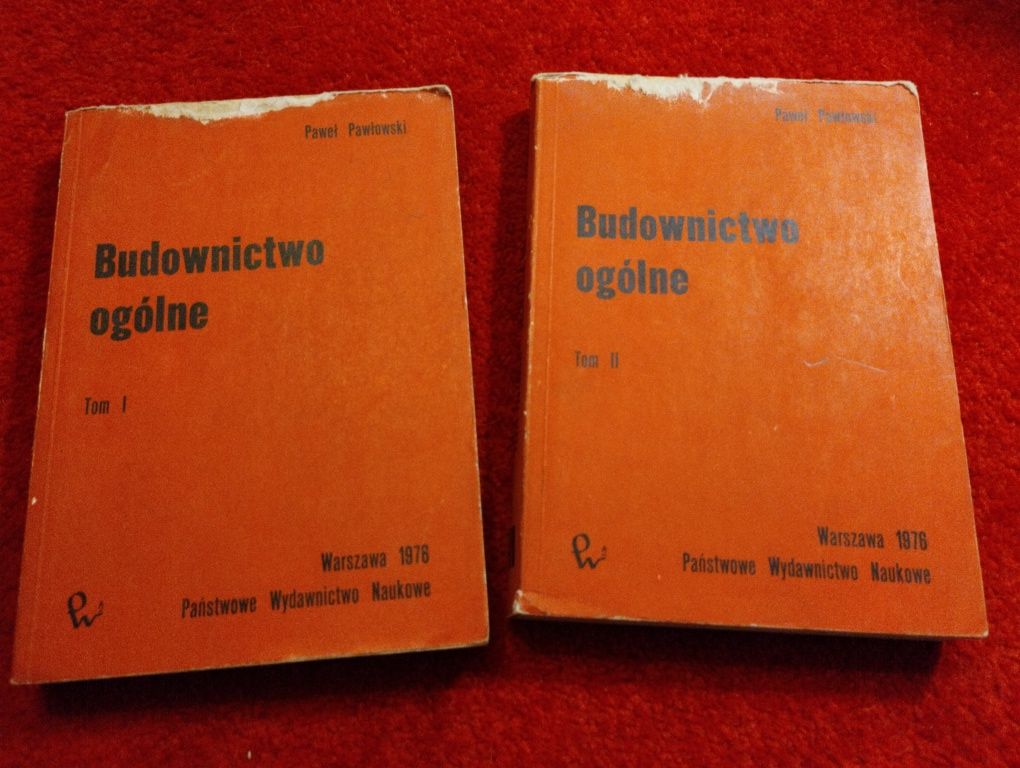 Paweł Pawłowski
Budownictwo
ogólne
Tom I
Warszawa 1976
Państwowe Wydawnictwo Naukowe
Paweł Pawłowski
Budownictwo
ogólne
Tom II
Warszawa 1976
Państwowe Wydawnictwo Naukowe